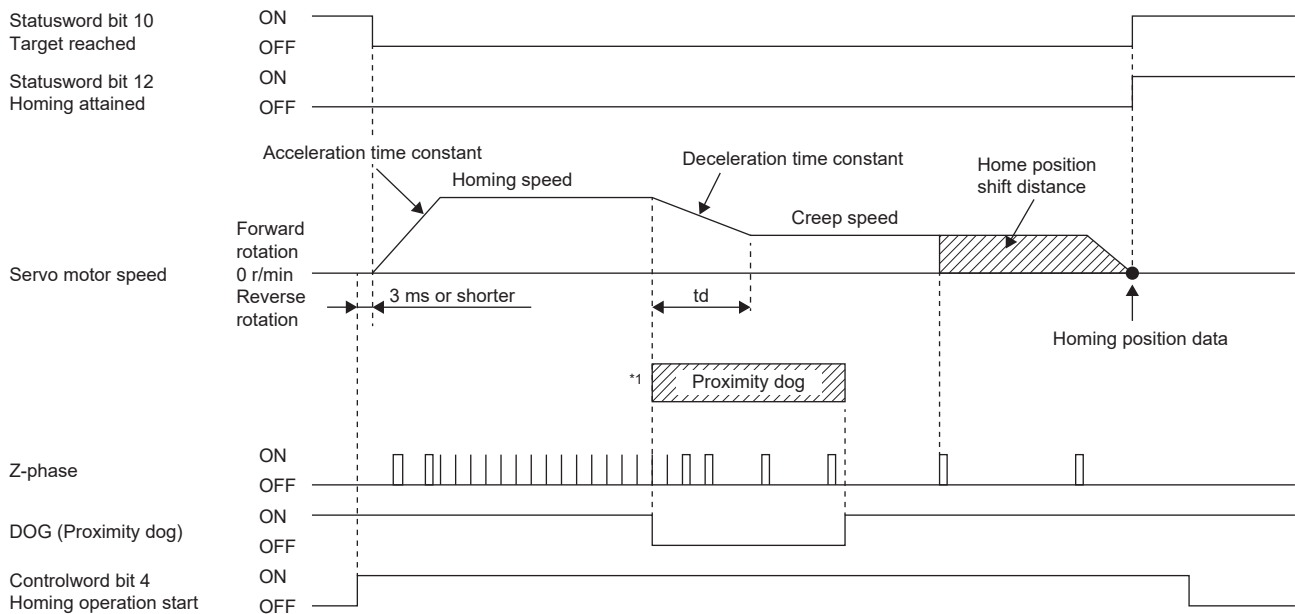 Statusword bit 10
Target reached
ON
OFF
Statusword bit 12
Homing attained
ON
OFF
Acceleration time constant
Homing speed
Deceleration time constant
Creep speed
Home position
shift distance
Servo motor speed
Forward
rotation
0 r/min
Reverse
rotation
3 ms or shorter
td
Homing position data
*1
Proximity dog
Z-phase
ON
OFF
DOG (Proximity dog)
ON
OFF
Controlword bit 4
Homing operation start
ON
OFF